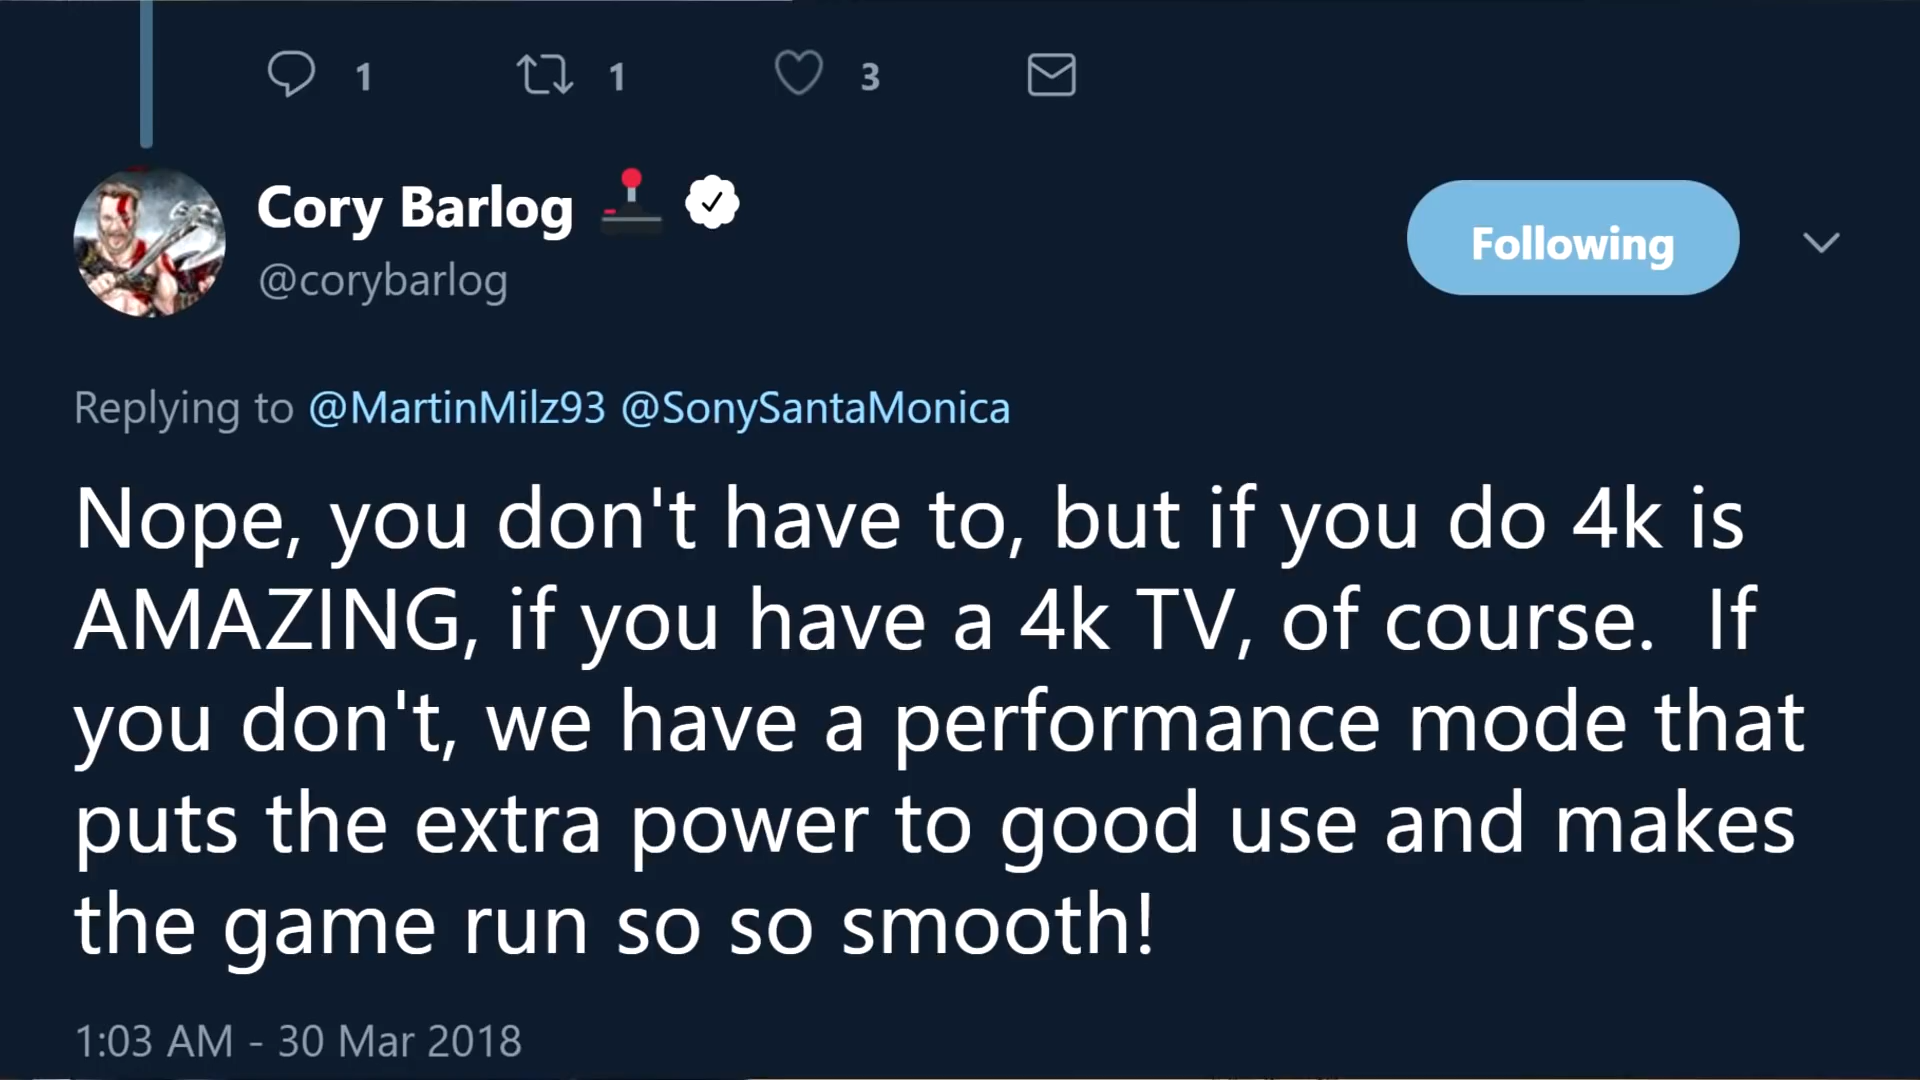 1 1 3
Cory Barlog
@corybarlog
Following
Replying to @MartinMilz93 @SonySantaMonica
Nope, you don't have to, but if you do 4k is
AMAZING, if you have a 4k TV, of course.  If
you don't, we have a performance mode that
puts the extra power to good use and makes
the game run so so smooth!
1:03 AM - 30 Mar 2018